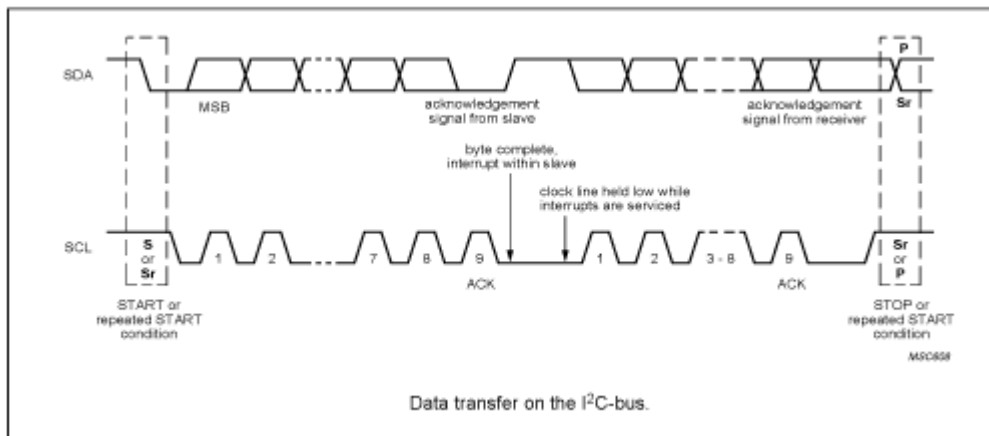 P
SDA
MSB
acknowledgement
signal from slave
acknowledgement
signal from receiver
Sr
byte complete,
interrupt within slave
clock line held low while
interrupts are serviced
SCL
S
or
Sr
1
2
7
8
9
1
2
3 - 8
9
Sr
or
P
ACK
ACK
START or
repeated START
condition
STOP or
repeated START
condition
MSC608
Data transfer on the I²C-bus.